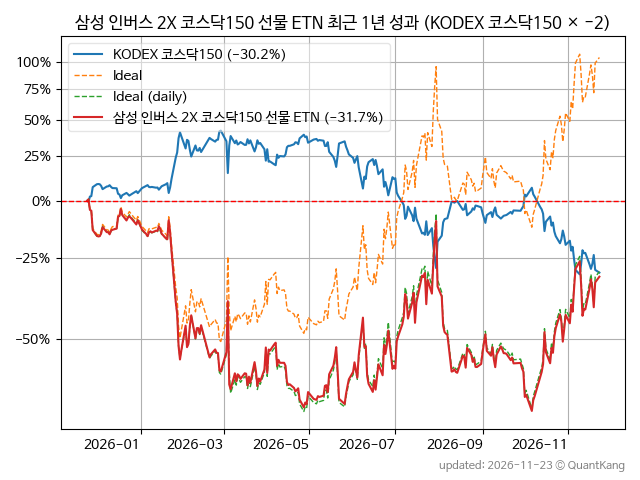 삼성 인버스 2X 코스닥150 선물 ETN 최근 1년 성과 (KODEX 코스닥150 × -2)
KODEX 코스닥150 (-30.2%)
Ideal
Ideal (daily)
삼성 인버스 2X 코스닥150 선물 ETN (-31.7%)
100%
75%
50%
25%
0%
-25%
-50%
2026-01 2026-03 2026-05 2026-07 2026-09 2026-11
updated: 2026-11-23 © QuantKang